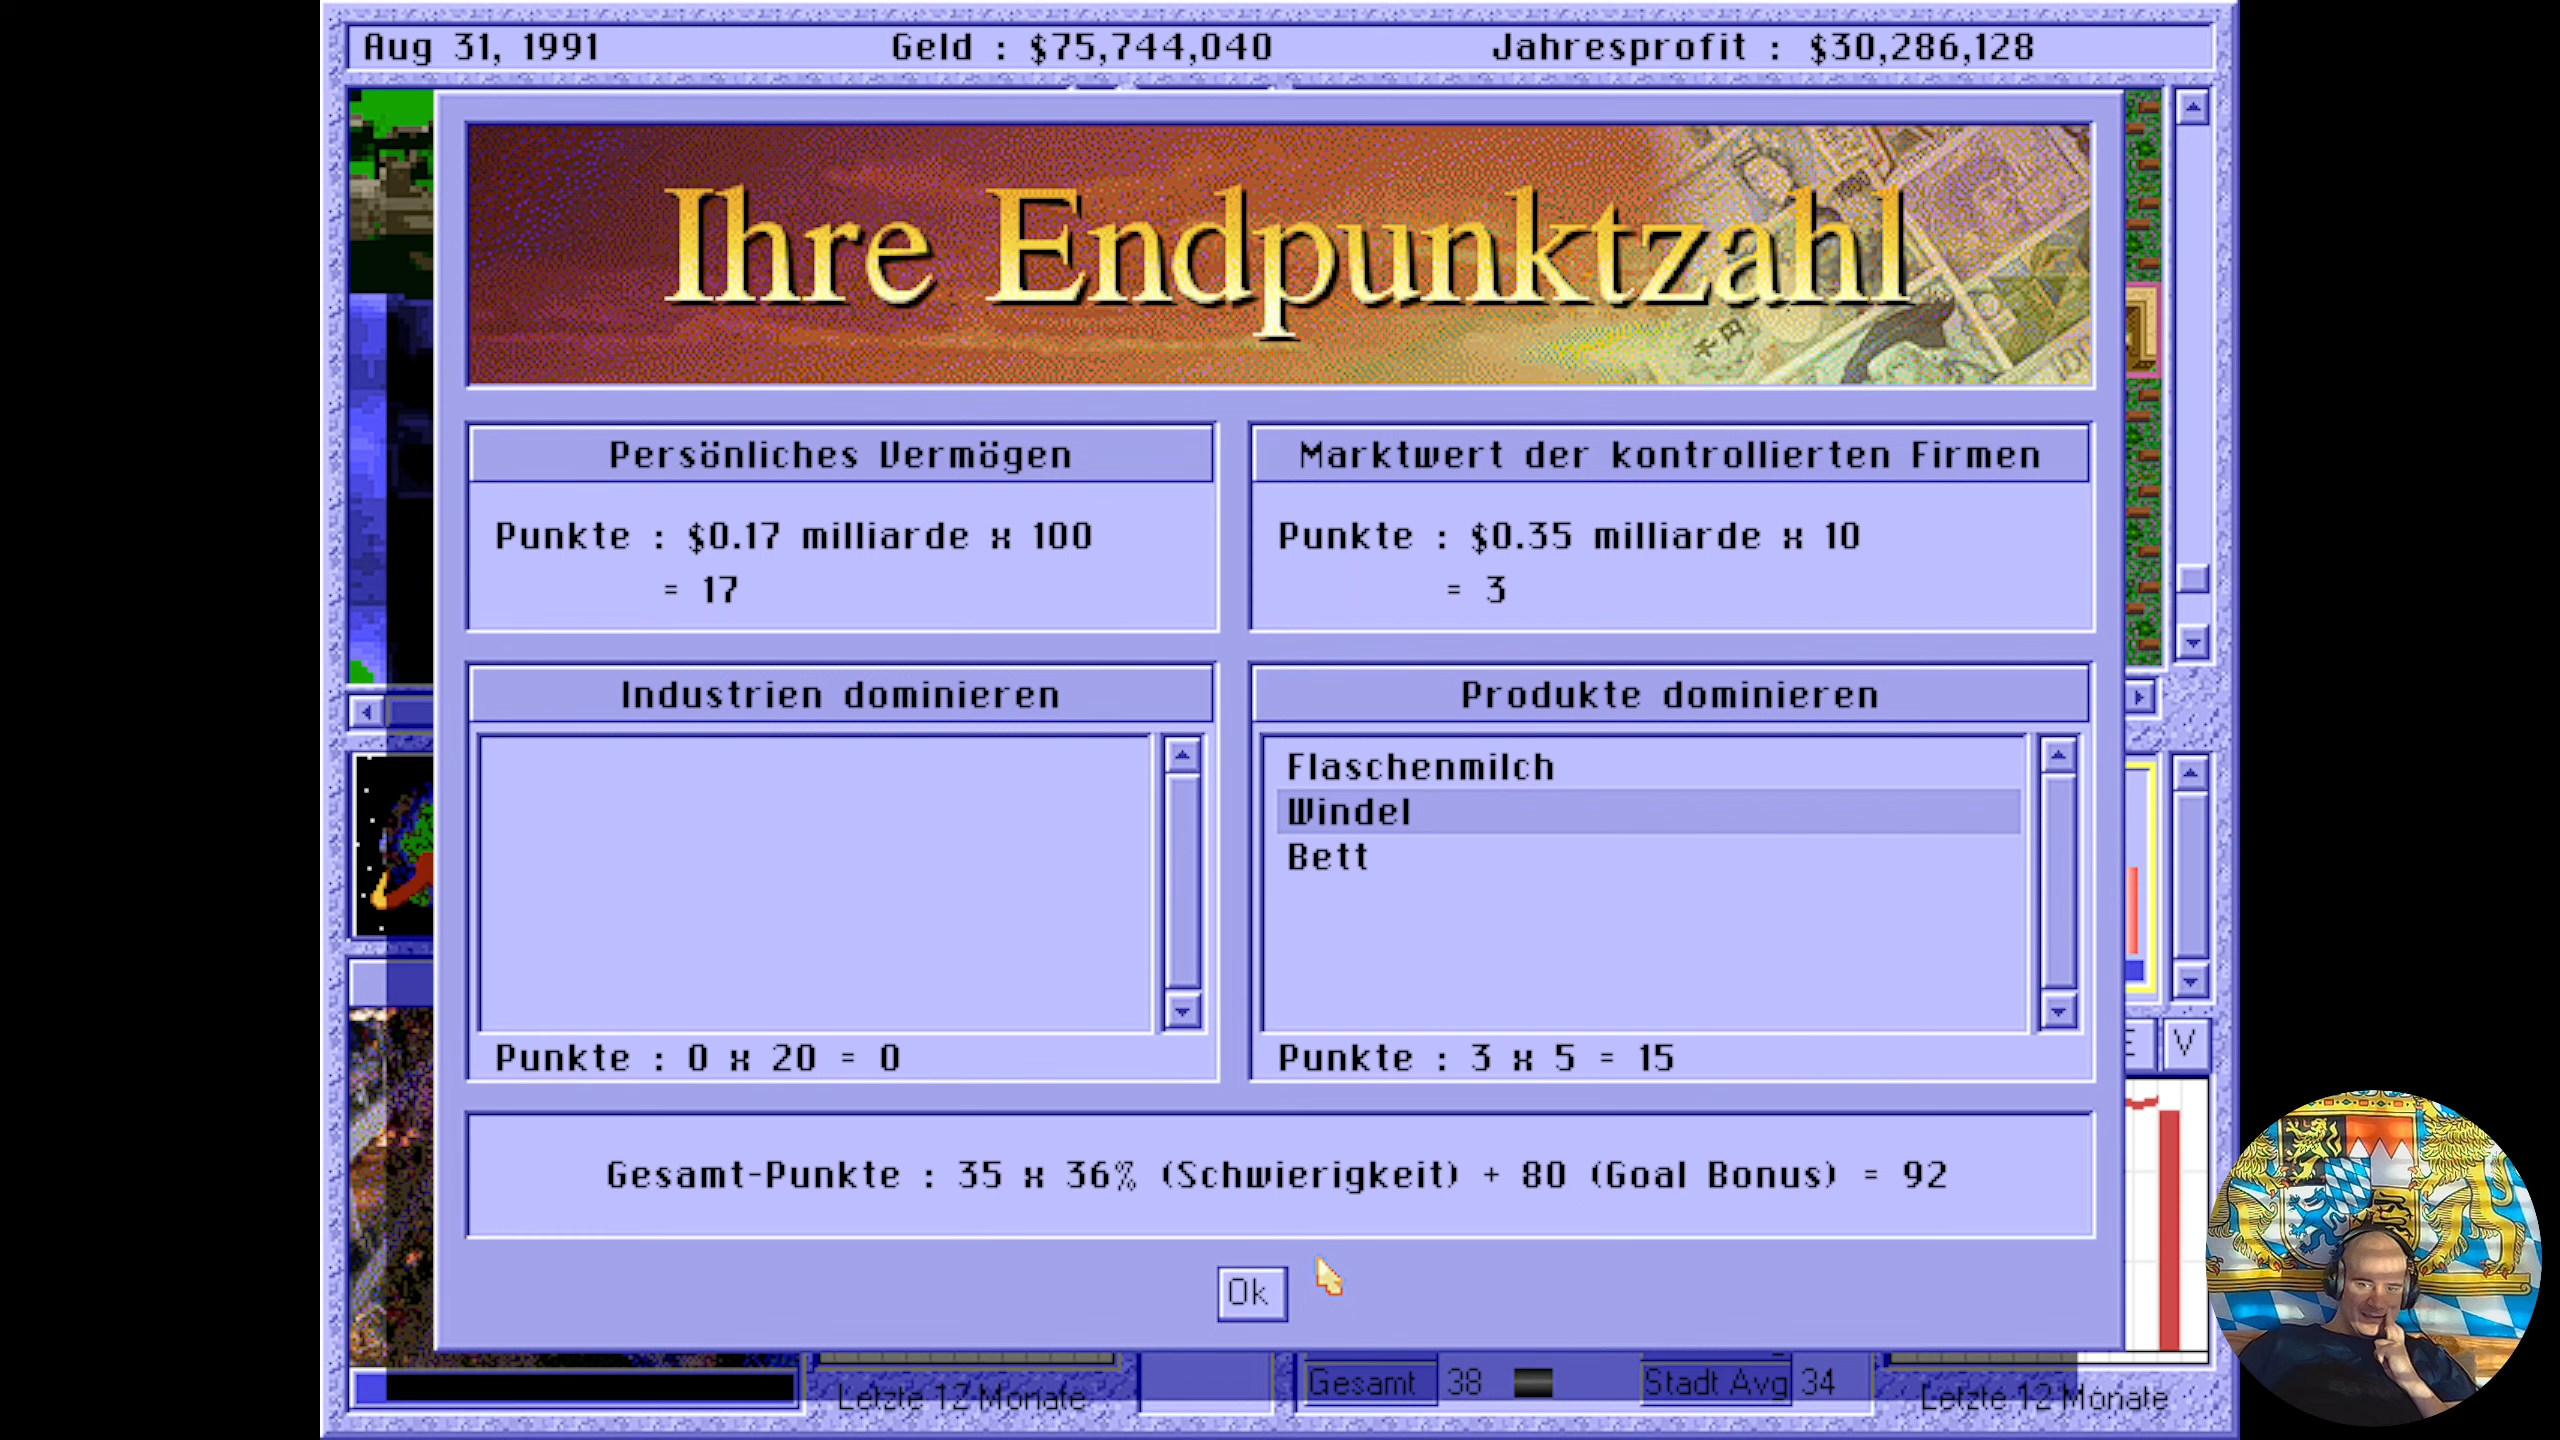 Aug 31, 1991 Geld : $75,744,040 Jahresprofit : $30,286,128
Ihre Endpunktzahl
Persönliches Vermögen
Punkte : $0.17 milliarde x 100
= 17
Marktwert der kontrollierten Firmen
Punkte : $0.35 milliarde x 10
= 3
Industrien dominieren
Punkte : 0 x 20 = 0
Produkte dominieren
Flaschenmilch
Windel
Bett
Punkte : 3 x 5 = 15
Gesamt-Punkte : 35 x 36% (Schwierigkeit) + 80 (Goal Bonus) = 92
Ok
E V
Letzte 12 Monate
Gesamt 38 Stadt Avg 34
Letzte 12 Monate